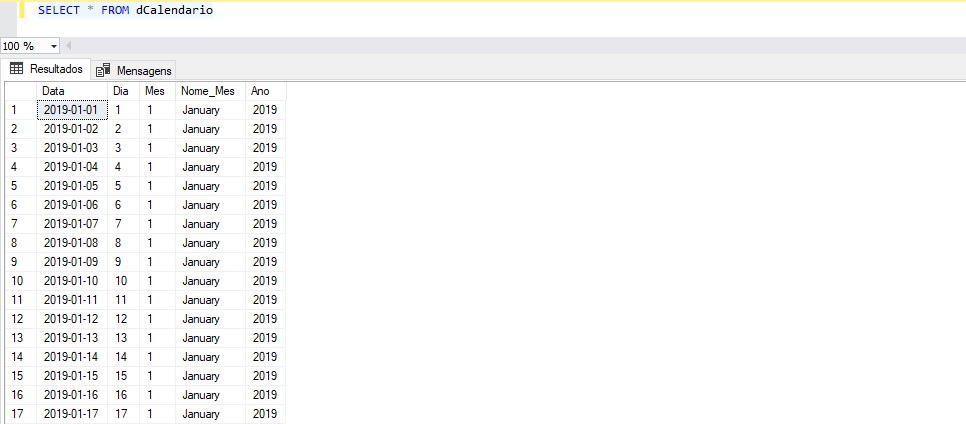 SELECT * FROM dCalendario
100 %
Resultados Mensagens
Data Dia Mes Nome_Mes Ano
1 2019-01-01 1 1 January 2019
2 2019-01-02 2 1 January 2019
3 2019-01-03 3 1 January 2019
4 2019-01-04 4 1 January 2019
5 2019-01-05 5 1 January 2019
6 2019-01-06 6 1 January 2019
7 2019-01-07 7 1 January 2019
8 2019-01-08 8 1 January 2019
9 2019-01-09 9 1 January 2019
10 2019-01-10 10 1 January 2019
11 2019-01-11 11 1 January 2019
12 2019-01-12 12 1 January 2019
13 2019-01-13 13 1 January 2019
14 2019-01-14 14 1 January 2019
15 2019-01-15 15 1 January 2019
16 2019-01-16 16 1 January 2019
17 2019-01-17 17 1 January 2019